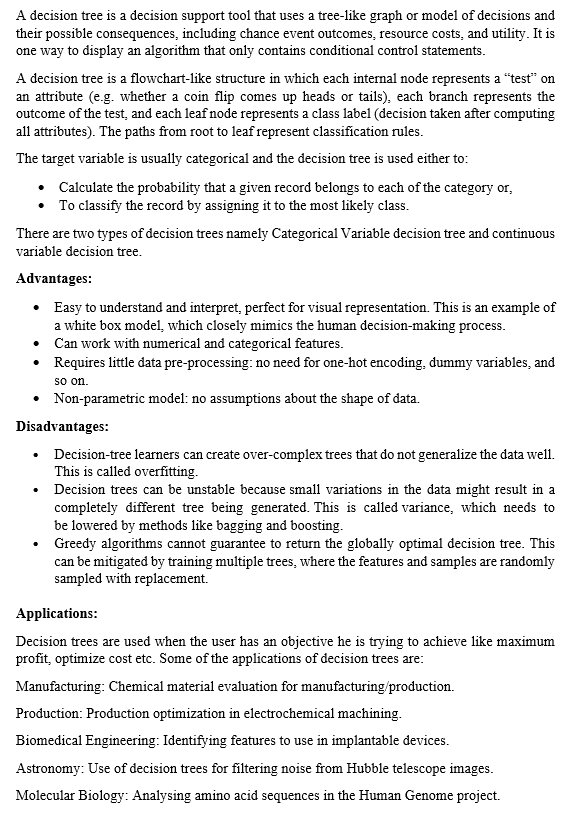 A decision tree is a decision support tool that uses a tree-like graph or model of decisions and
their possible consequences, including chance event outcomes, resource costs, and utility. It is
one way to display an algorithm that only contains conditional control statements.
A decision tree is a flowchart-like structure in which each internal node represents a “test” on
an attribute (e.g. whether a coin flip comes up heads or tails), each branch represents the
outcome of the test, and each leaf node represents a class label (decision taken after computing
all attributes). The paths from root to leaf represent classification rules.
The target variable is usually categorical and the decision tree is used either to:
• Calculate the probability that a given record belongs to each of the category or,
• To classify the record by assigning it to the most likely class.
There are two types of decision trees namely Categorical Variable decision tree and continuous
variable decision tree.
Advantages:
• Easy to understand and interpret, perfect for visual representation. This is an example of
a white box model, which closely mimics the human decision-making process.
• Can work with numerical and categorical features.
• Requires little data pre-processing: no need for one-hot encoding, dummy variables, and
so on.
• Non-parametric model: no assumptions about the shape of data.
Disadvantages:
• Decision-tree learners can create over-complex trees that do not generalize the data well.
This is called overfitting.
• Decision trees can be unstable because small variations in the data might result in a
completely different tree being generated. This is called variance, which needs to
be lowered by methods like bagging and boosting.
• Greedy algorithms cannot guarantee to return the globally optimal decision tree. This
can be mitigated by training multiple trees, where the features and samples are randomly
sampled with replacement.
Applications:
Decision trees are used when the user has an objective he is trying to achieve like maximum
profit, optimize cost etc. Some of the applications of decision trees are:
Manufacturing: Chemical material evaluation for manufacturing/production.
Production: Production optimization in electrochemical machining.
Biomedical Engineering: Identifying features to use in implantable devices.
Astronomy: Use of decision trees for filtering noise from Hubble telescope images.
Molecular Biology: Analysing amino acid sequences in the Human Genome project.